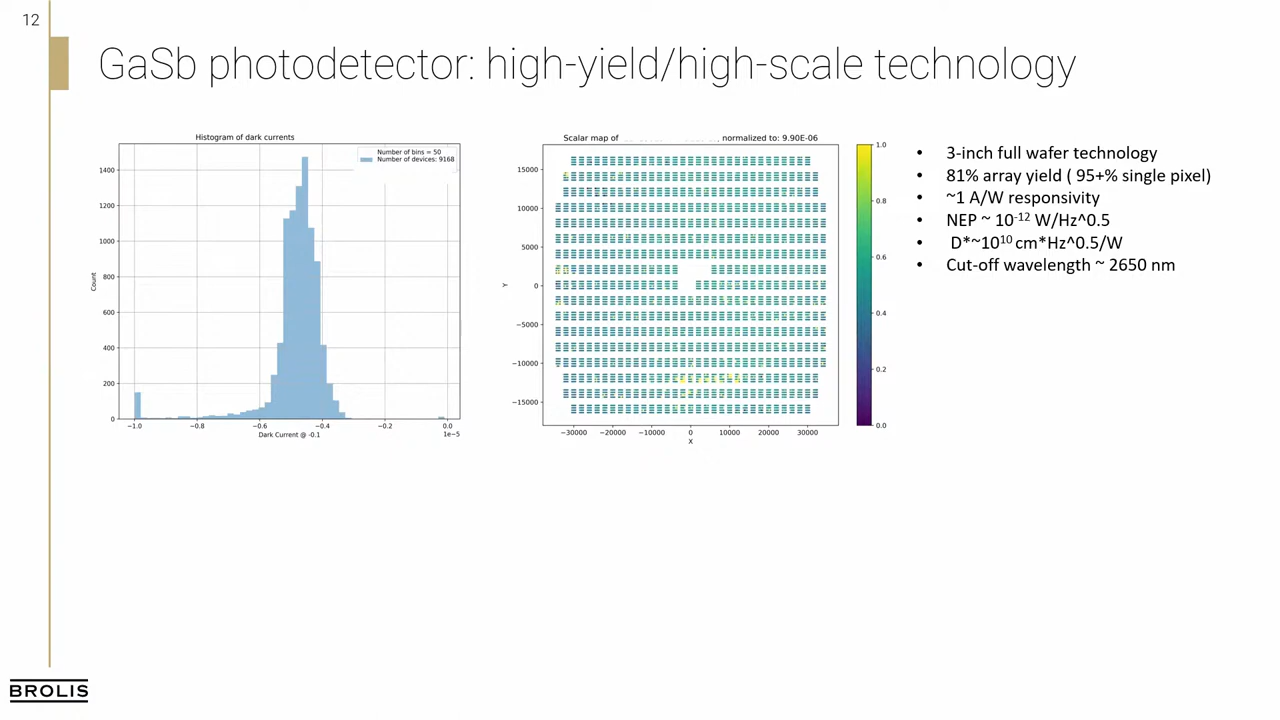 12
GaSb photodetector: high-yield/high-scale technology
Histogram of dark currents
Number of bins = 50
Number of devices: 9168
1400
1200
1000
800
600
400
200
0
Count
−1.0 −0.8 −0.6 −0.4 −0.2 0.0
Dark Current @ -0.1
1e−5
Scalar map of , normalized to: 9.90E-06
15000
10000
5000
0
−5000
−10000
−15000
Y
−30000 −20000 −10000 0 10000 20000 30000
X
1.0
0.8
0.6
0.4
0.2
0.0
• 3-inch full wafer technology
• 81% array yield ( 95+% single pixel)
• ~1 A/W responsivity
• NEP ~ 10⁻¹² W/Hz^0.5
• D*~10¹⁰ cm*Hz^0.5/W
• Cut-off wavelength ~ 2650 nm
BROLIS